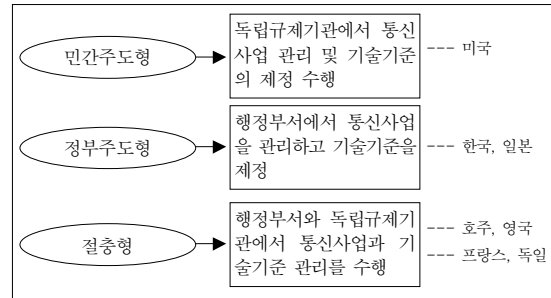 민간주도형
독립규제기관에서 통신
사업 관리 및 기술기준
의 제정 수행
--- 미국
정부주도형
행정부서에서 통신사업
을 관리하고 기술기준을
제정
--- 한국, 일본
절충형
행정부서와 독립규제기
관에서 통신사업과 기
술기준 관리를 수행
--- 호주, 영국
--- 프랑스, 독일